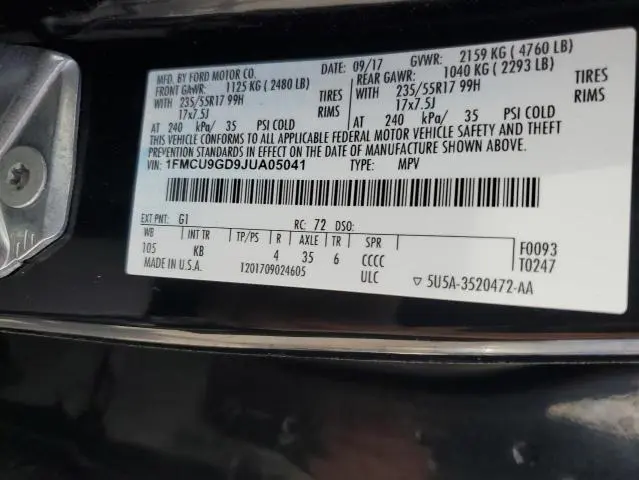 MFD. BY FORD MOTOR CO.
DATE: 09/17 GVWR: 2159 KG ( 4760 LB)
FRONT GAWR: 1125 KG ( 2480 LB) REAR GAWR: 1040 KG ( 2293 LB)
WITH 235/55R17 99H TIRES WITH 235/55R17 99H TIRES
17x7.5J RIMS 17x7.5J RIMS
AT 240 kPa/ 35 PSI COLD AT 240 kPa/ 35 PSI COLD
THIS VEHICLE CONFORMS TO ALL APPLICABLE FEDERAL MOTOR VEHICLE SAFETY AND THEFT
PREVENTION STANDARDS IN EFFECT ON THE DATE OF MANUFACTURE SHOWN ABOVE.
VIN: 1FMCU9GD9JUA05041 TYPE: MPV
EXT PNT: G1 RC: 72 DSO:
WB INT TR TP/PS R AXLE TR SPR
105 KB 4 35 6 CCCC
F0093
T0247
MADE IN U.S.A. 1201709024605 ULC ▽ 5U5A-3520472-AA